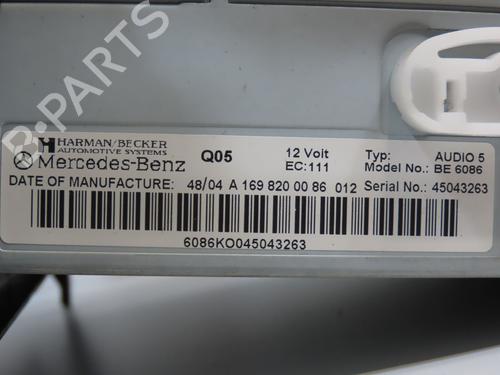 B-PARTS
HARMAN/BECKER
AUTOMOTIVE SYSTEMS
Mercedes-Benz Q05 12 Volt EC:111 Typ: AUDIO 5
Model No.: BE 6086
DATE OF MANUFACTURE: 48/04 A 169 820 00 86 012 Serial No.: 45043263
6086KO045043263